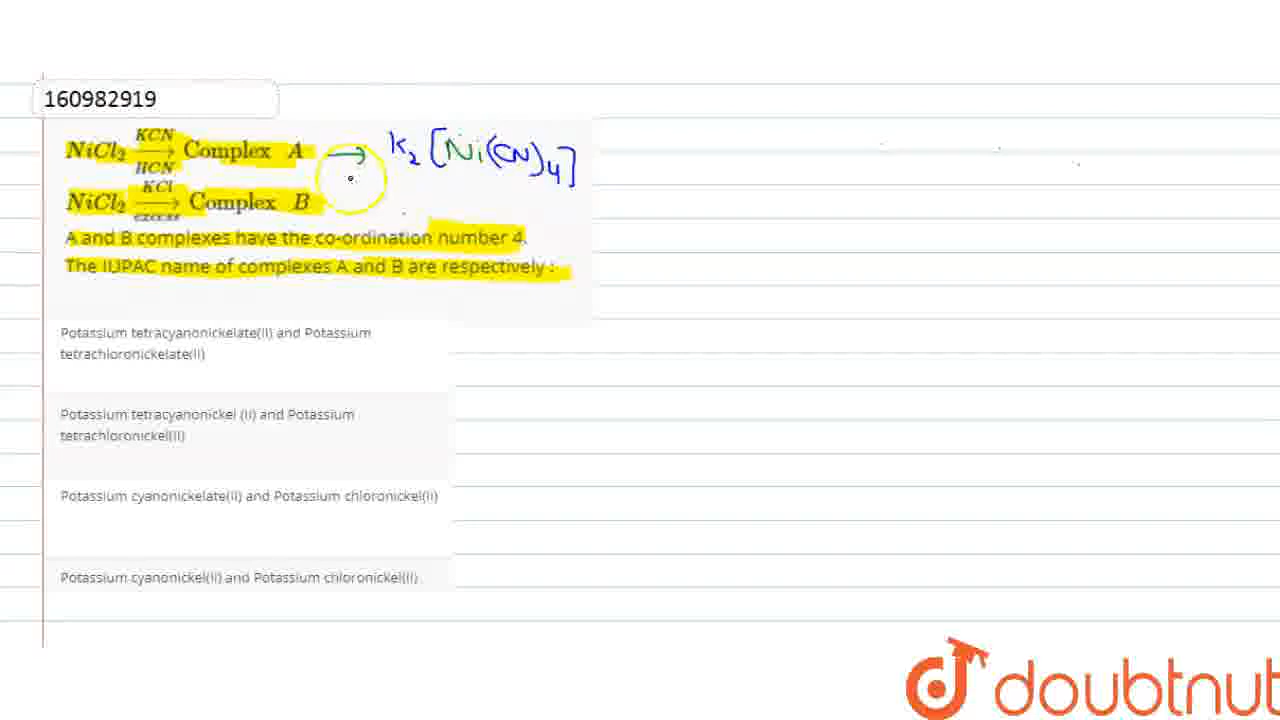 160982919
KCN
NiCl₂ ⟶ Complex A → K₂[Ni(CN)₄]
HCN
KCl
NiCl₂ ⟶ Complex B
excess
A and B complexes have the co-ordination number 4.
The IUPAC name of complexes A and B are respectively :
Potassium tetracyanonickelate(II) and Potassium
tetrachloronickelate(II)
Potassium tetracyanonickel (II) and Potassium
tetrachloronickel(II)
Potassium cyanonickelate(II) and Potassium chloronickel(II)
Potassium cyanonickel(II) and Potassium chloronickel(II)
doubtnut